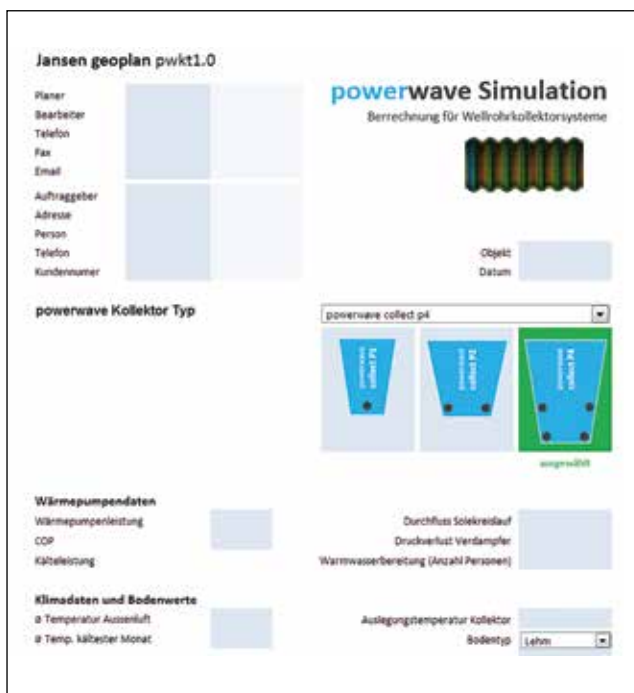 Jansen geoplan pwkt1.0
powerwave Simulation
Berrechnung für Wellrohrkollektorsysteme
Planer
Bearbeiter
Telefon
Fax
Email
Auftraggeber
Adresse
Person
Telefon
Kundennumer
Objekt
Datum
powerwave Kollektor Typ
powerwave collect p4
collect P4
ausgewählt
Wärmepumpendaten
Wärmepumpenleistung
COP
Kälteleistung
Durchfluss Solekreislauf
Druckverlust Verdampfer
Warmwasserbereitung (Anzahl Personen)
Klimadaten und Bodenwerte
ø Temperatur Aussenluft
ø Temp. kältester Monat
Auslegungstemperatur Kollektor
Bodentyp
Lehm